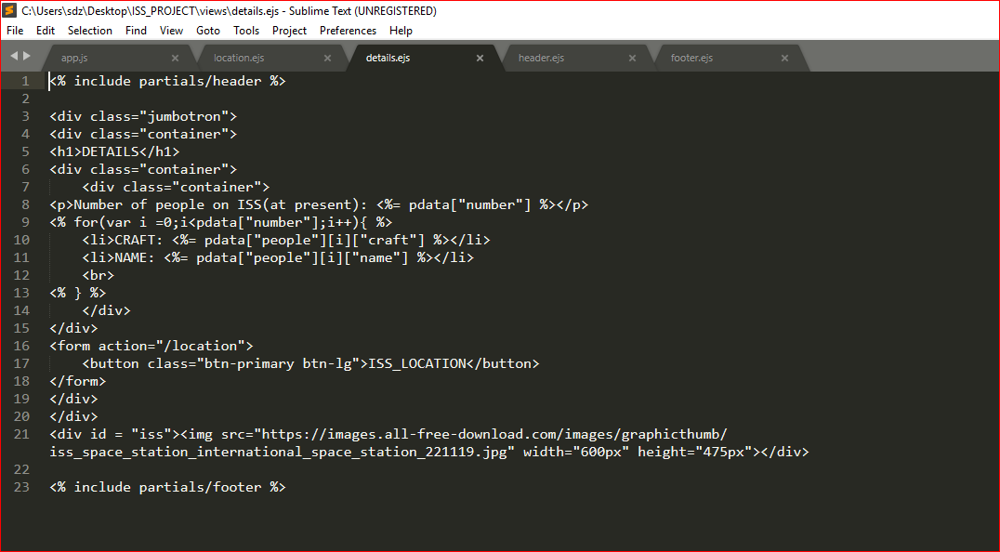 C:\Users\sdz\Desktop\ISS_PROJECT\views\details.ejs - Sublime Text (UNREGISTERED)
File Edit Selection Find View Goto Tools Project Preferences Help
app.js location.ejs details.ejs header.ejs footer.ejs
1 <% include partials/header %>
2
3 <div class="jumbotron">
4 <div class="container">
5 <h1>DETAILS</h1>
6 <div class="container">
7     <div class="container">
8 <p>Number of people on ISS(at present): <%= pdata["number"] %></p>
9 <% for(var i =0;i<pdata["number"];i++){ %>
10     <li>CRAFT: <%= pdata["people"][i]["craft"] %></li>
11     <li>NAME: <%= pdata["people"][i]["name"] %></li>
12     <br>
13 <% } %>
14     </div>
15 </div>
16 <form action="/location">
17     <button class="btn-primary btn-lg">ISS_LOCATION</button>
18 </form>
19 </div>
20 </div>
21 <div id = "iss"><img src="https://images.all-free-download.com/images/graphicthumb/
iss_space_station_international_space_station_221119.jpg" width="600px" height="475px"></div>
22
23 <% include partials/footer %>